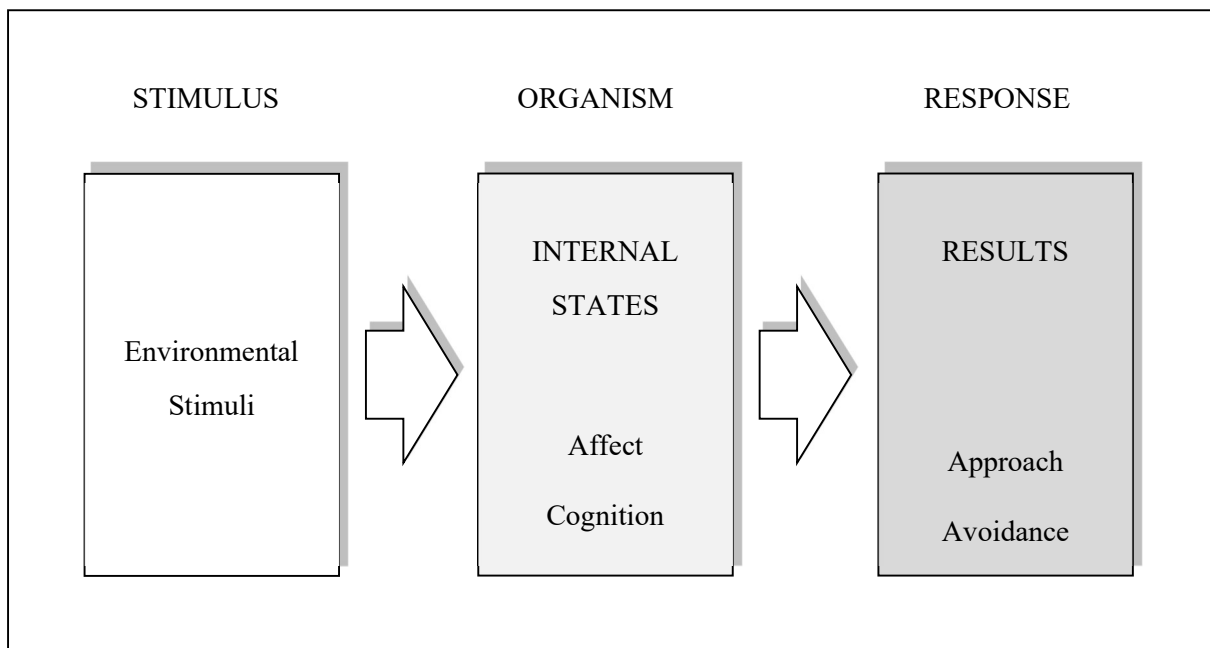 STIMULUS
ORGANISM
RESPONSE
Environmental
Stimuli
INTERNAL
STATES
Affect
Cognition
RESULTS
Approach
Avoidance